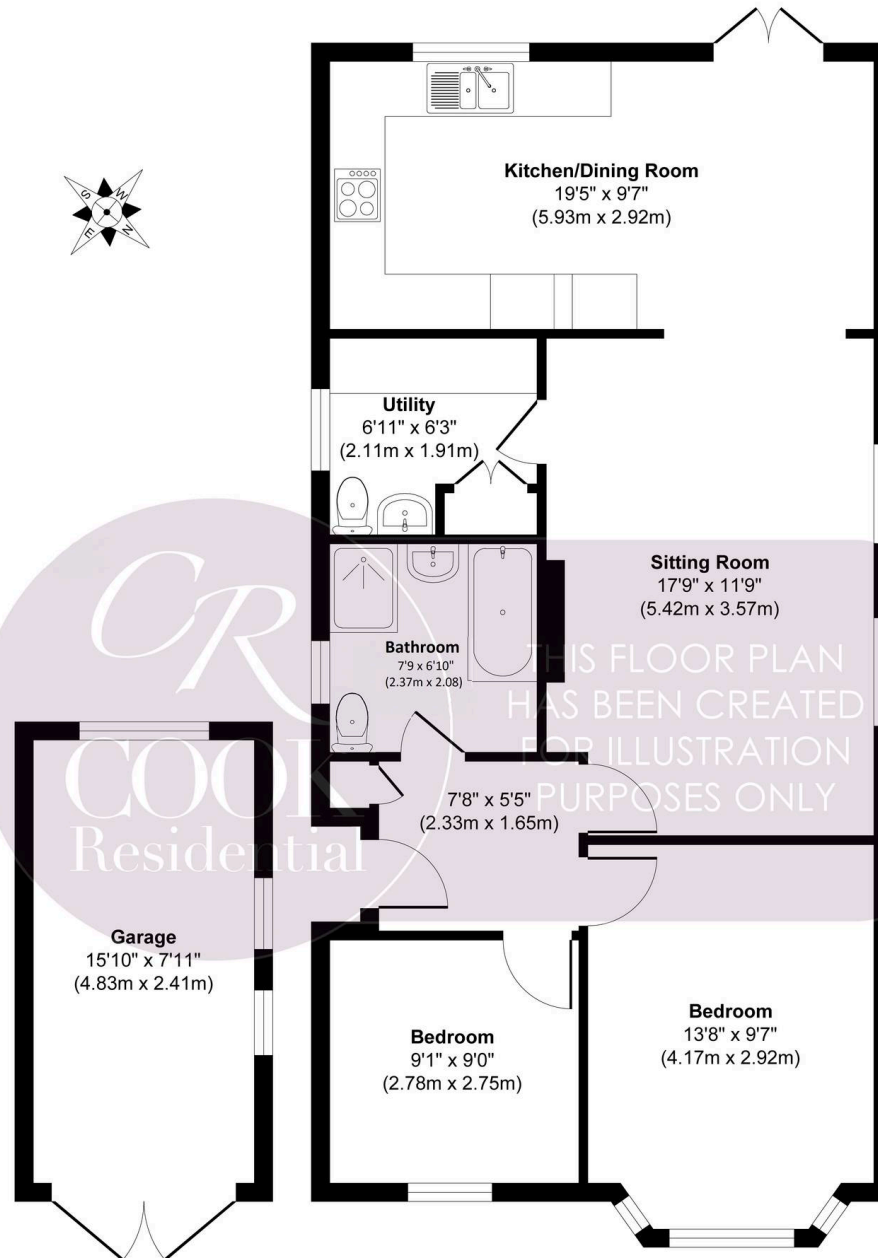 Kitchen/Dining Room
19'5" x 9'7"
(5.93m x 2.92m)
S
W
E
N
Utility
6'11" x 6'3"
(2.11m x 1.91m)
Sitting Room
17'9" x 11'9"
(5.42m x 3.57m)
Bathroom
7'9 x 6'10"
(2.37m x 2.08)
CR
COOK
Residential
THIS FLOOR PLAN
HAS BEEN CREATED
FOR ILLUSTRATION
PURPOSES ONLY
7'8" x 5'5"
(2.33m x 1.65m)
Garage
15'10" x 7'11"
(4.83m x 2.41m)
Bedroom
9'1" x 9'0"
(2.78m x 2.75m)
Bedroom
13'8" x 9'7"
(4.17m x 2.92m)